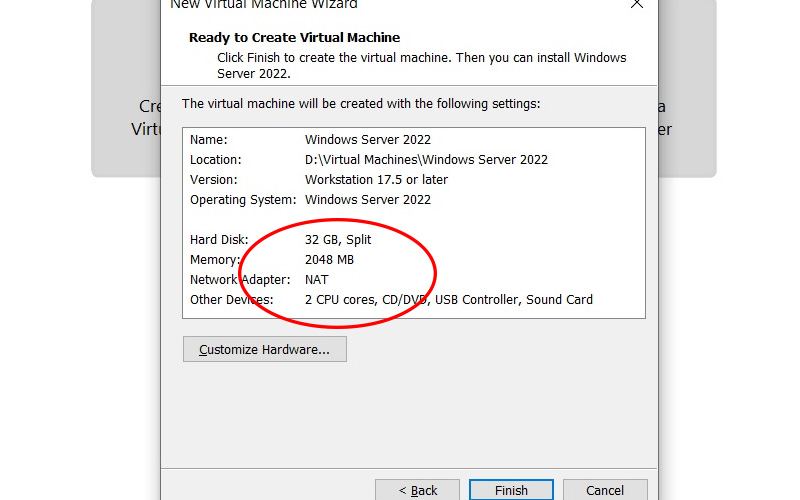 New Virtual Machine Wizard
Ready to Create Virtual Machine
Click Finish to create the virtual machine. Then you can install Windows
Server 2022.
The virtual machine will be created with the following settings:
Name: Windows Server 2022
Location: D:\Virtual Machines\Windows Server 2022
Version: Workstation 17.5 or later
Operating System: Windows Server 2022
Hard Disk: 32 GB, Split
Memory: 2048 MB
Network Adapter: NAT
Other Devices: 2 CPU cores, CD/DVD, USB Controller, Sound Card
Customize Hardware...
< Back Finish Cancel